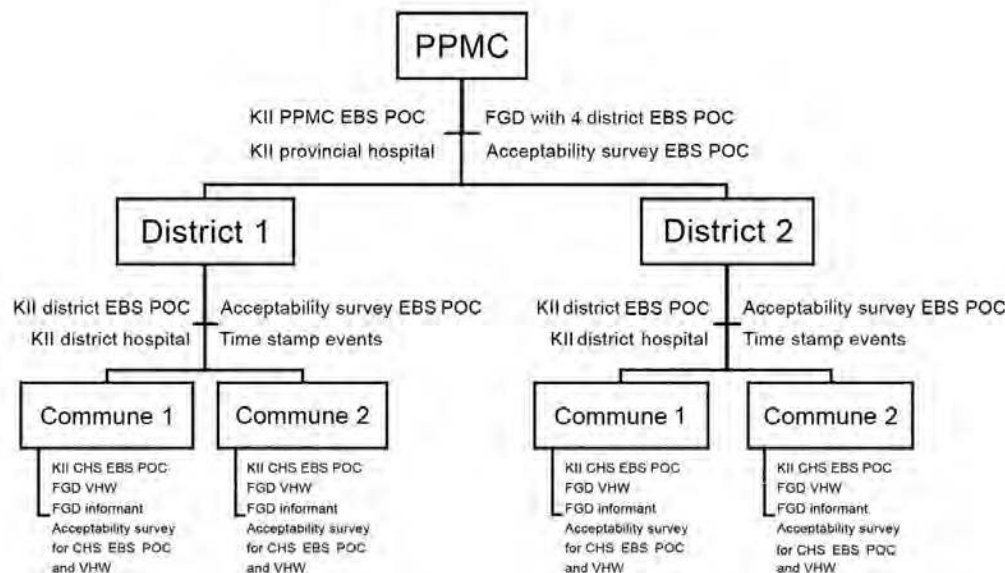 PPMC
KII PPMC EBS POC
KII provincial hospital
FGD with 4 district EBS POC
Acceptability survey EBS POC
District 1
District 2
KII district EBS POC
KII district hospital
Acceptability survey EBS POC
Time stamp events
KII district EBS POC
KII district hospital
Acceptability survey EBS POC
Time stamp events
Commune 1
Commune 2
Commune 1
Commune 2
KII CHS EBS POC
FGD VHW
FGD informant
Acceptability survey
for CHS EBS POC
and VHW
KII CHS EBS POC
FGD VHW
FGD informant
Acceptability survey
for CHS EBS POC
and VHW
KII CHS EBS POC
FGD VHW
FGD informant
Acceptability survey
for CHS EBS POC
and VHW
KII CHS EBS POC
FGD VHW
FGD informant
Acceptability survey
for CHS EBS POC
and VHW